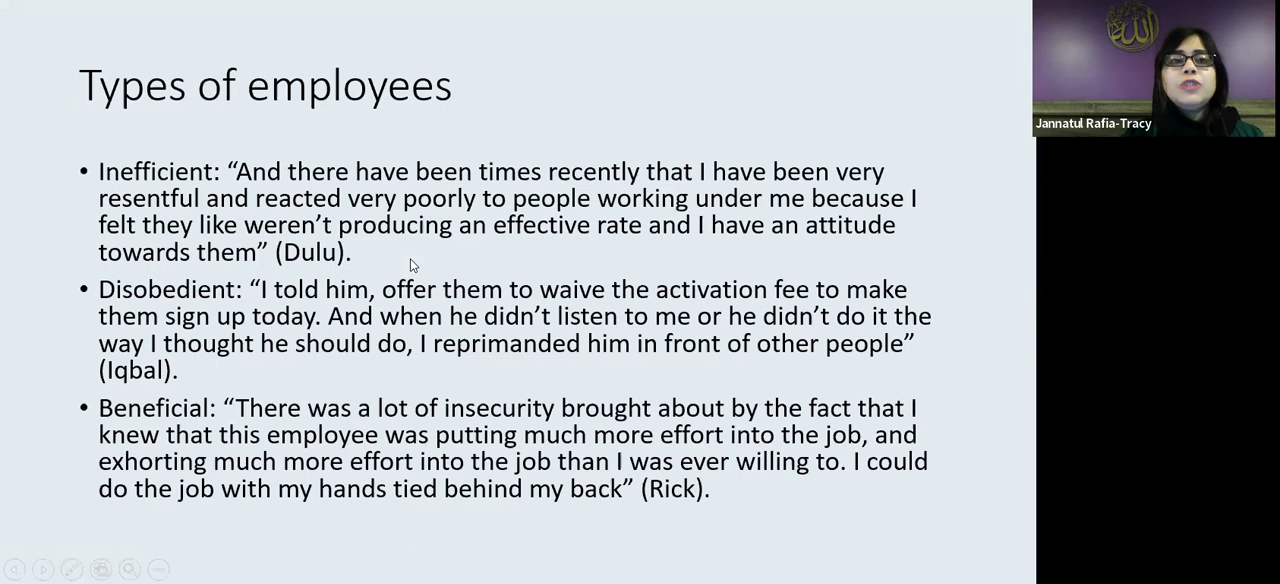 Types of employees
• Inefficient: “And there have been times recently that I have been very
resentful and reacted very poorly to people working under me because I
felt they like weren’t producing an effective rate and I have an attitude
towards them” (Dulu).
• Disobedient: “I told him, offer them to waive the activation fee to make
them sign up today. And when he didn’t listen to me or he didn’t do it the
way I thought he should do, I reprimanded him in front of other people”
(Iqbal).
• Beneficial: “There was a lot of insecurity brought about by the fact that I
knew that this employee was putting much more effort into the job, and
exhorting much more effort into the job than I was ever willing to. I could
do the job with my hands tied behind my back” (Rick).
الله
Jannatul Rafia-Tracy